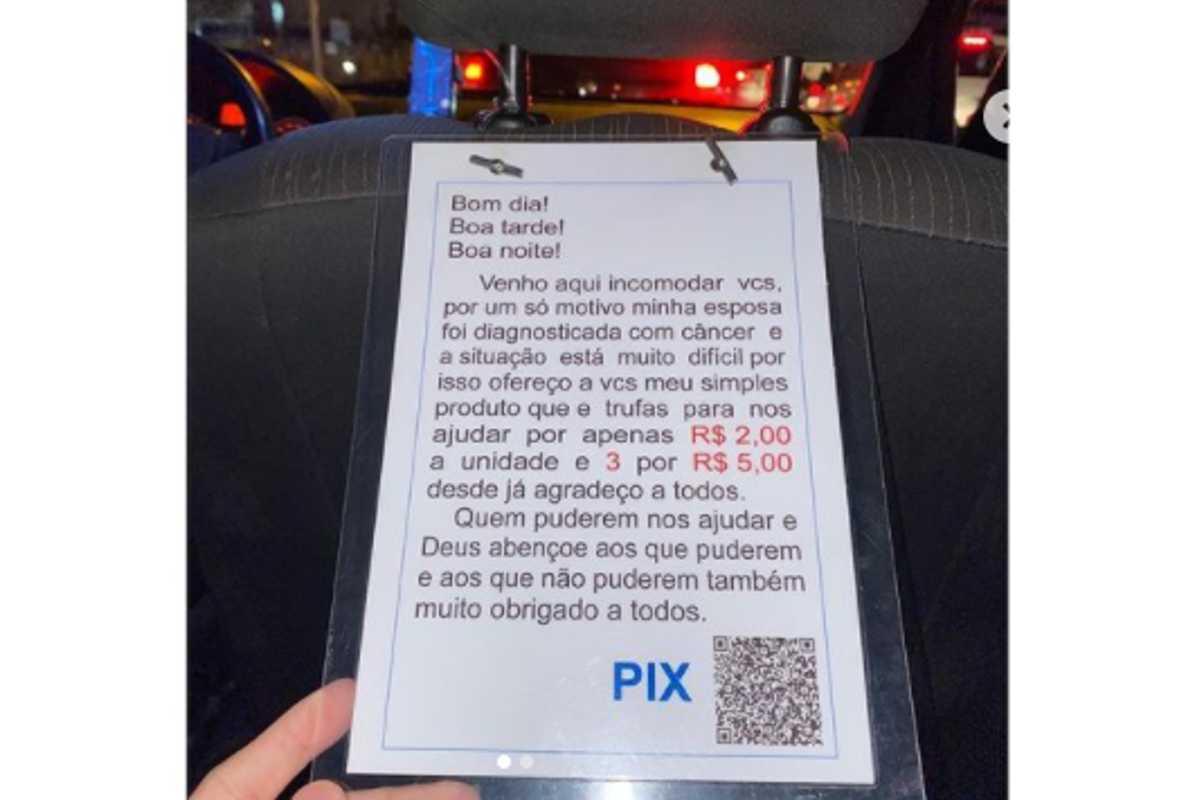 Bom dia!
Boa tarde!
Boa noite!
Venho aqui incomodar vcs,
por um só motivo minha esposa
foi diagnosticada com câncer e
a situação está muito difícil por
isso ofereço a vcs meu simples
produto que e trufas para nos
ajudar por apenas R$ 2,00
a unidade e 3 por R$ 5,00
desde já agradeço a todos.
Quem puderem nos ajudar e
Deus abençoe aos que puderem
e aos que não puderem também
muito obrigado a todos.
PIX